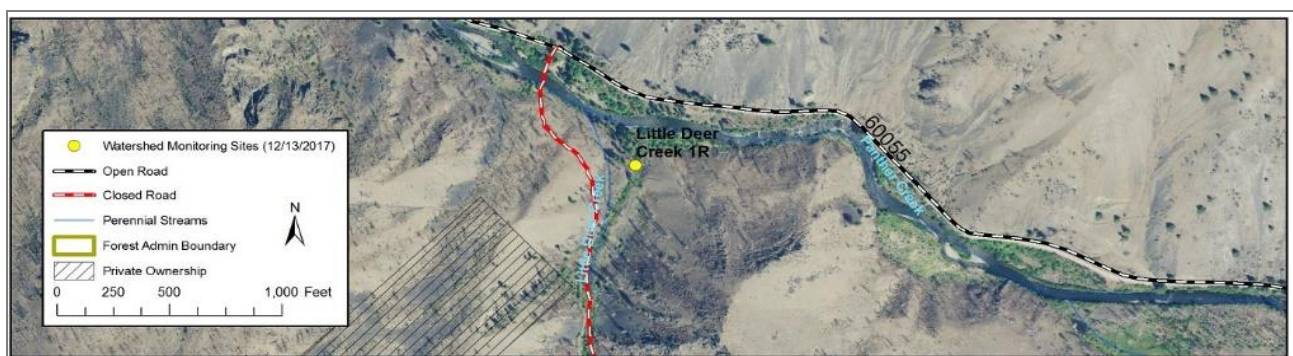 Watershed Monitoring Sites (12/13/2017)
Open Road
Closed Road
Perennial Streams
Forest Admin Boundary
Private Ownership
N
0 250 500 1,000 Feet
Little Deer
Creek 1R
60055
Panther Creek